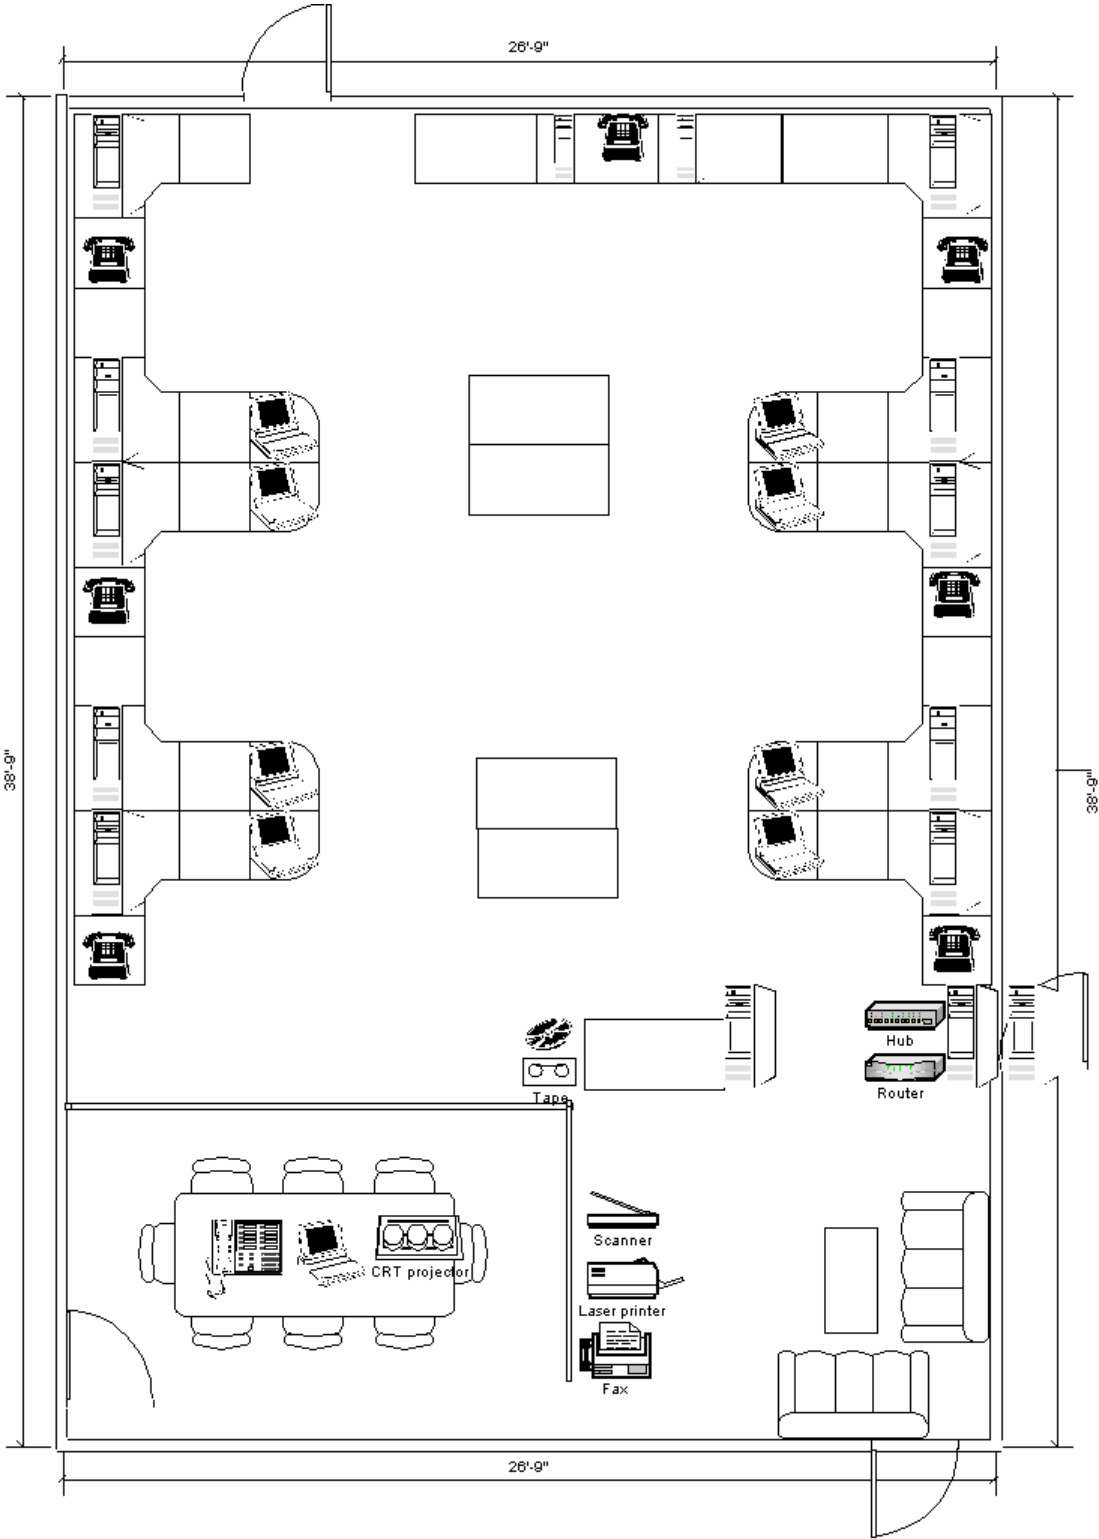 26'-9"
38'-9"
38'-9"
Hub
Router
Tape
Scanner
CRT projector
Laser printer
Fax
26'-9"